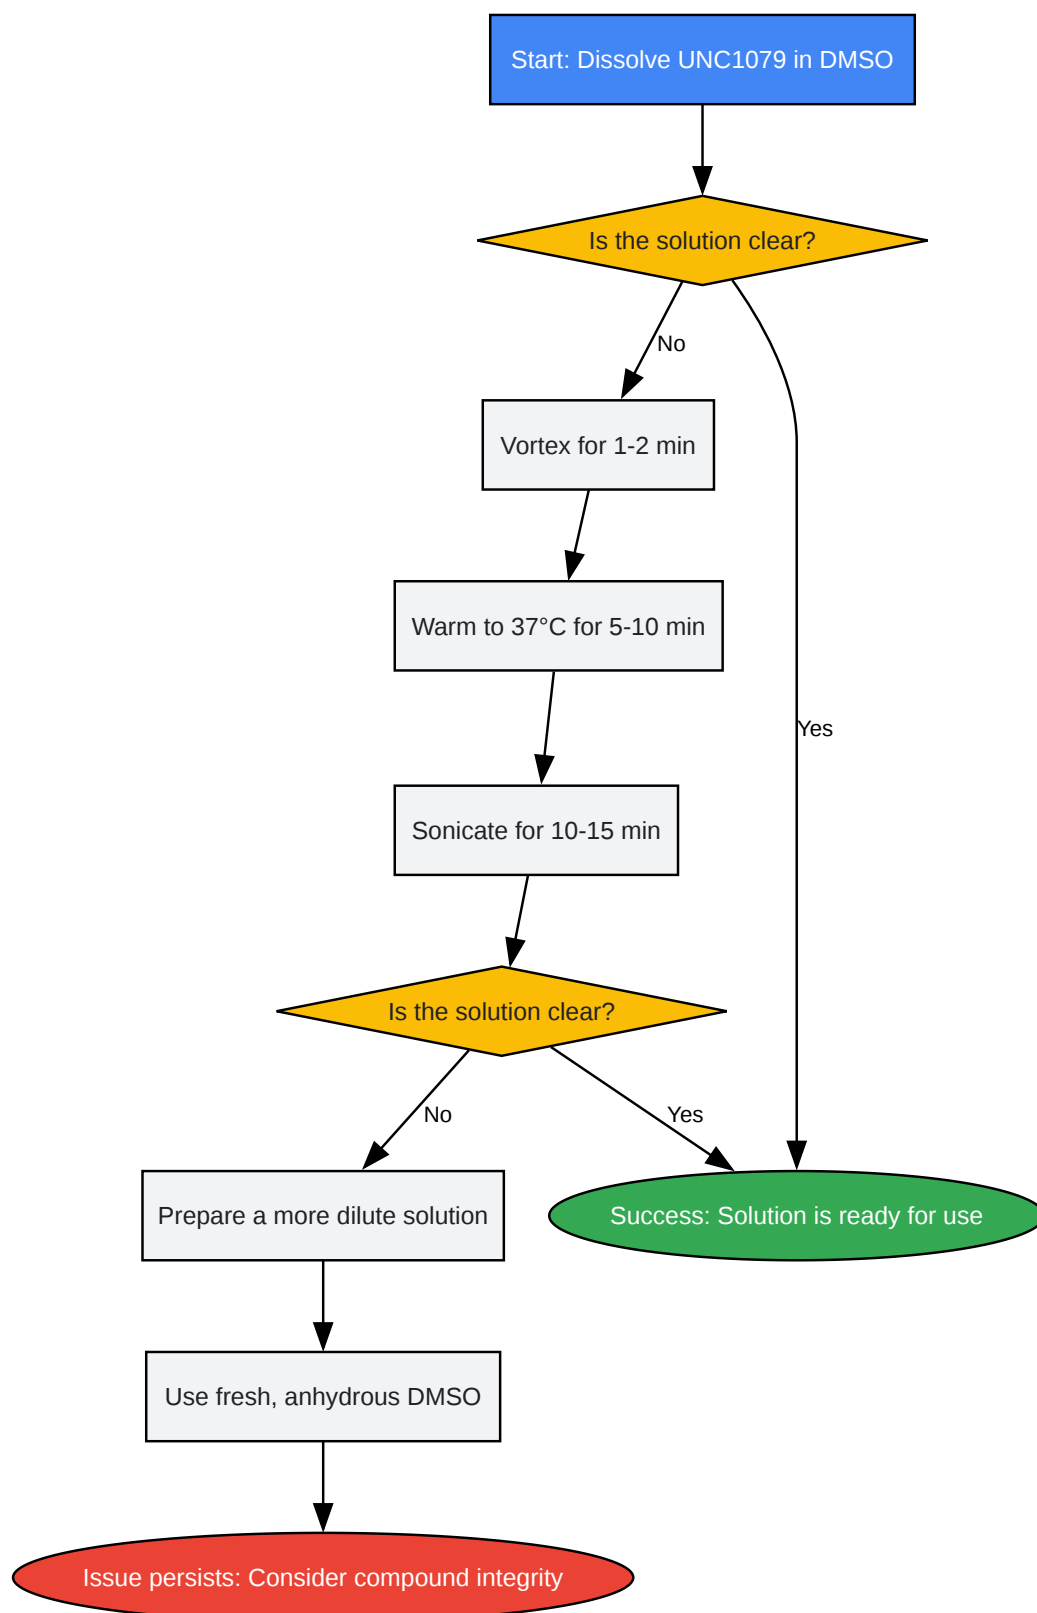 Start: Dissolve UNC1079 in DMSO
Is the solution clear?
No
Vortex for 1-2 min
Warm to 37°C for 5-10 min
Yes
Sonicate for 10-15 min
Is the solution clear?
No
Yes
Prepare a more dilute solution
Success: Solution is ready for use
Use fresh, anhydrous DMSO
Issue persists: Consider compound integrity